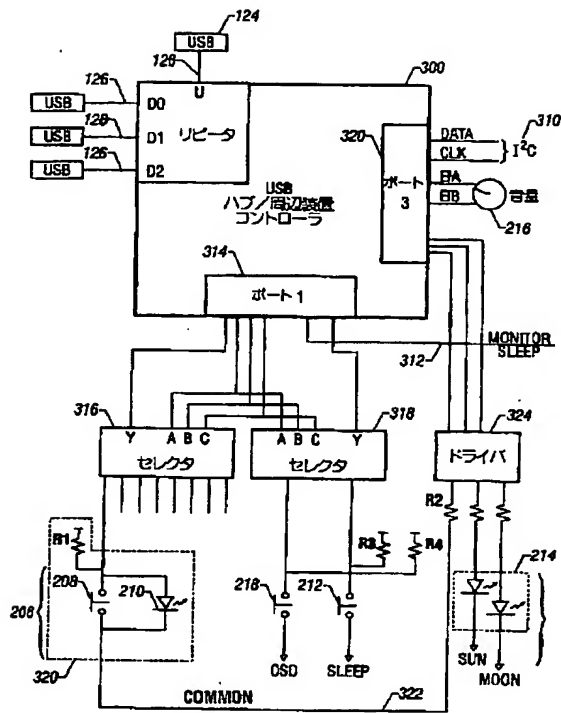 124
USB
128
300
126
U
USB
D0
128
リピータ
320
DATA
310
USB
D1
CLK
I²C
126
ポート
3
USB
D2
USB
ハブ/周辺装置
コントローラ
音量
216
314
ポート1
MONITOR
SLEEP
312
316
318
324
Y
A
B
C
A
B
C
Y
セレクタ
セレクタ
ドライバ
R2
R1
R3
R4
208
210
218
212
214
206
SUN
320
OSD
SLEEP
MOON
COMMON
322